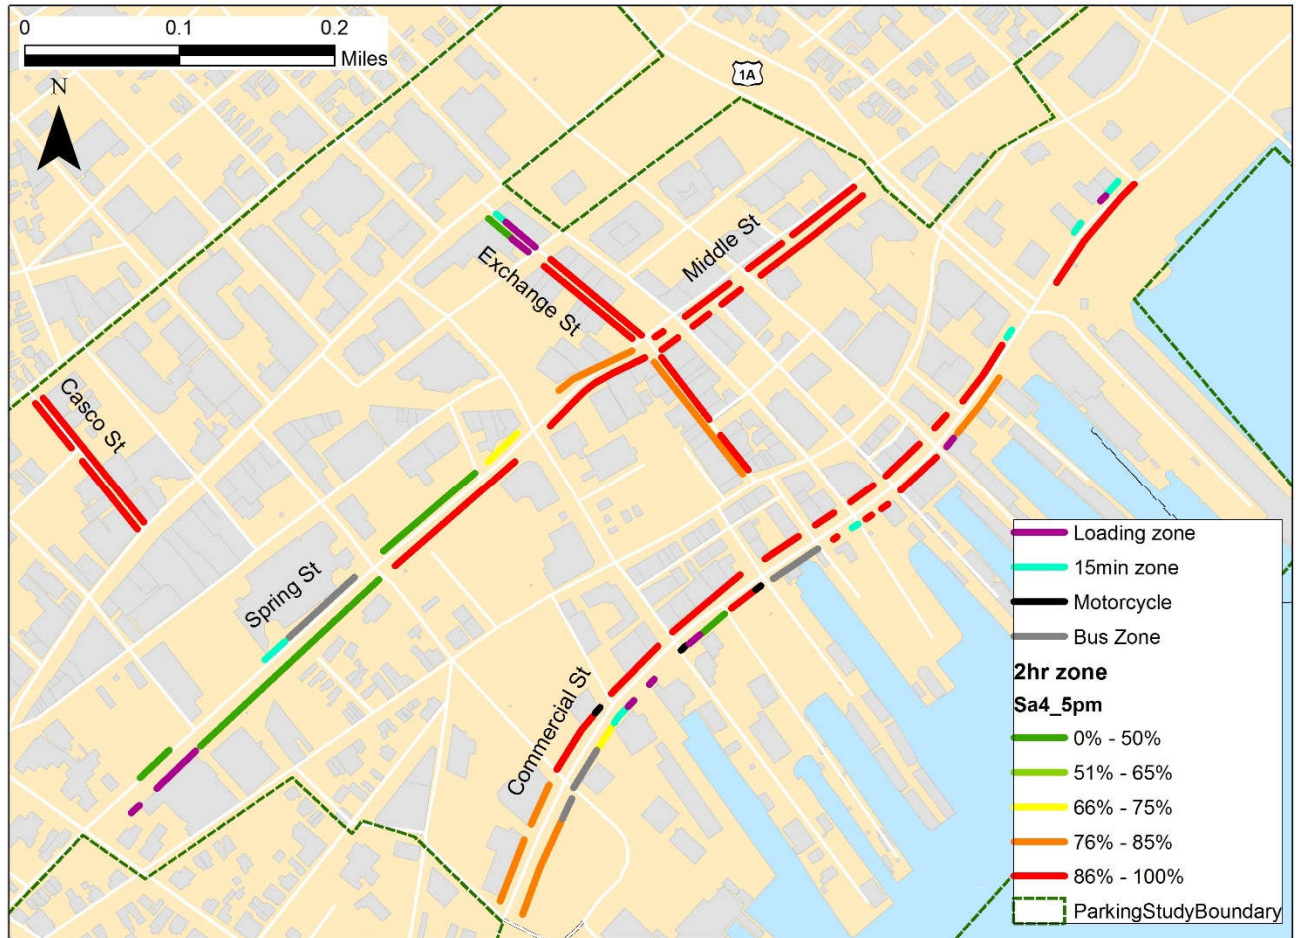 0 0.1 0.2
Miles
N
1A
Middle St
Exchange St
Casco St
Spring St
Commercial St
Loading zone
15min zone
Motorcycle
Bus Zone
2hr zone
Sa4_5pm
0% - 50%
51% - 65%
66% - 75%
76% - 85%
86% - 100%
ParkingStudyBoundary